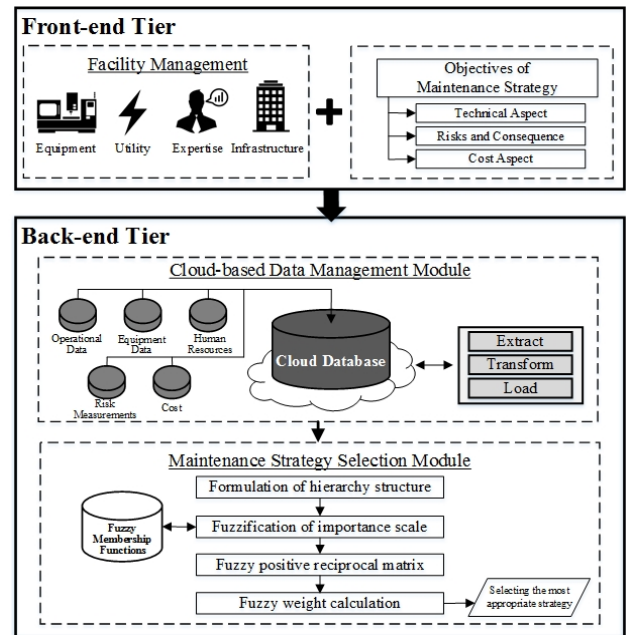 Front-end Tier
Facility Management
Equipment
Utility
Expertise
Infrastructure
Objectives of
Maintenance Strategy
Technical Aspect
Risks and Consequence
Cost Aspect
Back-end Tier
Cloud-based Data Management Module
Operational
Data
Equipment
Data
Human
Resources
Risk
Measurements
Cost
Cloud Database
Extract
Transform
Load
Maintenance Strategy Selection Module
Formulation of hierarchy structure
Fuzzy
Membership
Functions
Fuzzification of importance scale
Fuzzy positive reciprocal matrix
Fuzzy weight calculation
Selecting the most
appropriate strategy